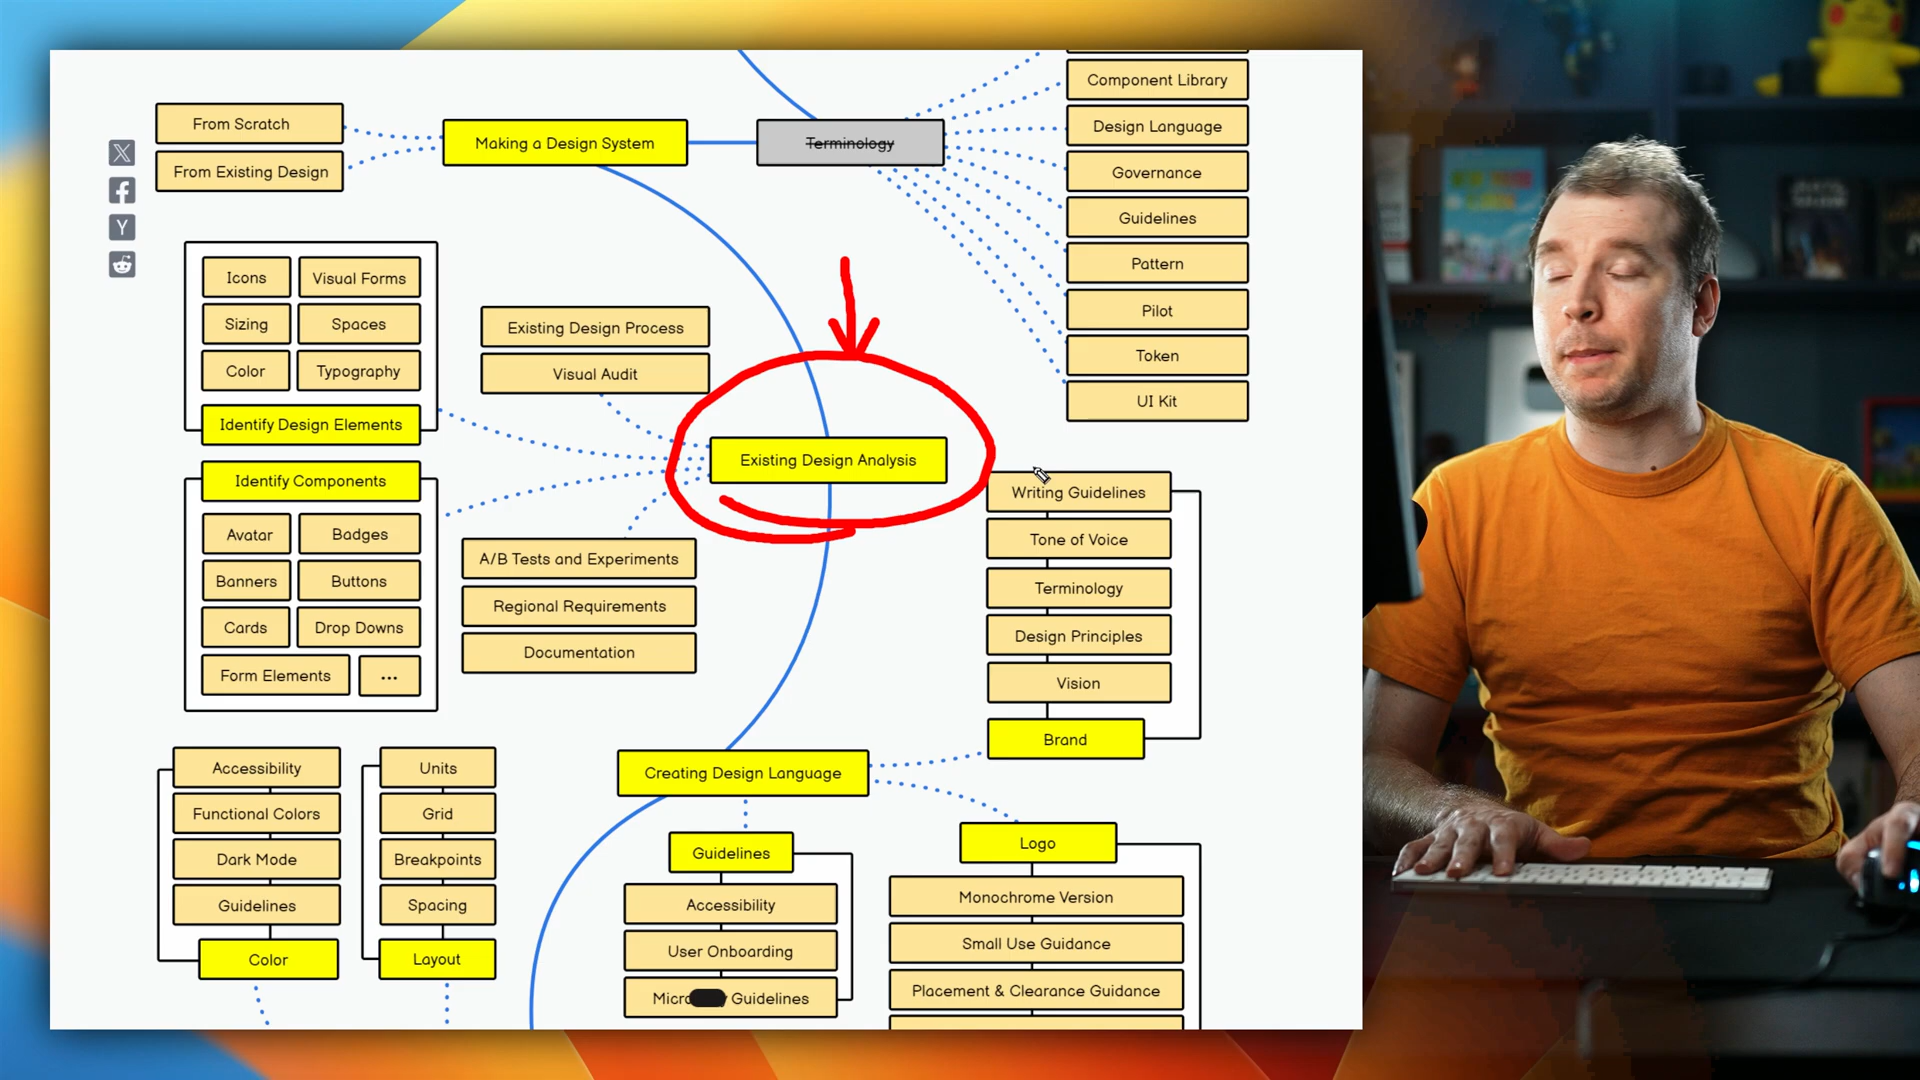 Component Library
From Scratch
Making a Design System
Terminology
Design Language
From Existing Design
Governance
Guidelines
Pattern
Pilot
Token
UI Kit
Icons
Visual Forms
Sizing
Spaces
Color
Typography
Identify Design Elements
Existing Design Process
Visual Audit
Existing Design Analysis
Identify Components
Avatar
Badges
Banners
Buttons
Cards
Drop Downs
Form Elements
...
A/B Tests and Experiments
Regional Requirements
Documentation
Writing Guidelines
Tone of Voice
Terminology
Design Principles
Vision
Brand
Creating Design Language
Accessibility
Functional Colors
Dark Mode
Guidelines
Color
Units
Grid
Breakpoints
Spacing
Layout
Guidelines
Accessibility
User Onboarding
Guidelines
Logo
Monochrome Version
Small Use Guidance
Placement & Clearance Guidance